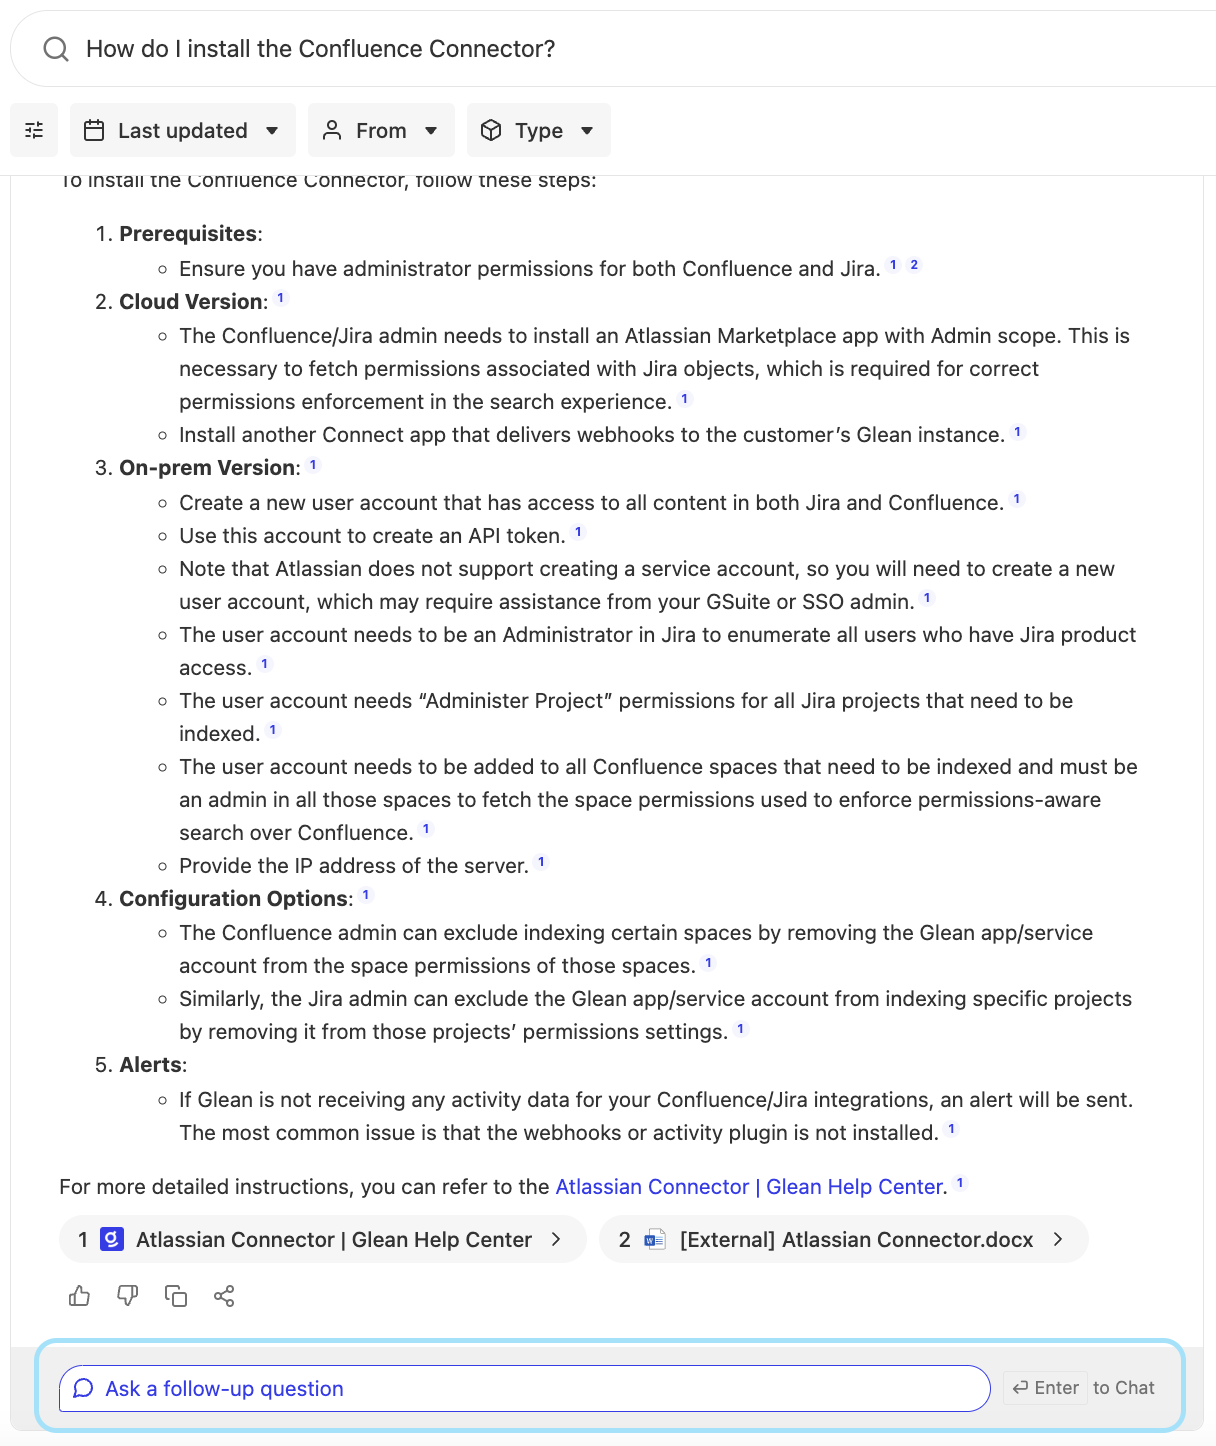 How do I install the Confluence Connector?
Last updated
From
Type
To install the Confluence Connector, follow these steps:
1. Prerequisites:
◦ Ensure you have administrator permissions for both Confluence and Jira. 1 2
2. Cloud Version: 1
◦ The Confluence/Jira admin needs to install an Atlassian Marketplace app with Admin scope. This is
necessary to fetch permissions associated with Jira objects, which is required for correct
permissions enforcement in the search experience. 1
◦ Install another Connect app that delivers webhooks to the customer’s Glean instance. 1
3. On-prem Version: 1
◦ Create a new user account that has access to all content in both Jira and Confluence. 1
◦ Use this account to create an API token. 1
◦ Note that Atlassian does not support creating a service account, so you will need to create a new
user account, which may require assistance from your GSuite or SSO admin. 1
◦ The user account needs to be an Administrator in Jira to enumerate all users who have Jira product
access. 1
◦ The user account needs “Administer Project” permissions for all Jira projects that need to be
indexed. 1
◦ The user account needs to be added to all Confluence spaces that need to be indexed and must be
an admin in all those spaces to fetch the space permissions used to enforce permissions-aware
search over Confluence. 1
◦ Provide the IP address of the server. 1
4. Configuration Options: 1
◦ The Confluence admin can exclude indexing certain spaces by removing the Glean app/service
account from the space permissions of those spaces. 1
◦ Similarly, the Jira admin can exclude the Glean app/service account from indexing specific projects
by removing it from those projects’ permissions settings. 1
5. Alerts:
◦ If Glean is not receiving any activity data for your Confluence/Jira integrations, an alert will be sent.
The most common issue is that the webhooks or activity plugin is not installed. 1
For more detailed instructions, you can refer to the Atlassian Connector | Glean Help Center. 1
1 Atlassian Connector | Glean Help Center
2 [External] Atlassian Connector.docx
Ask a follow-up question
Enter to Chat